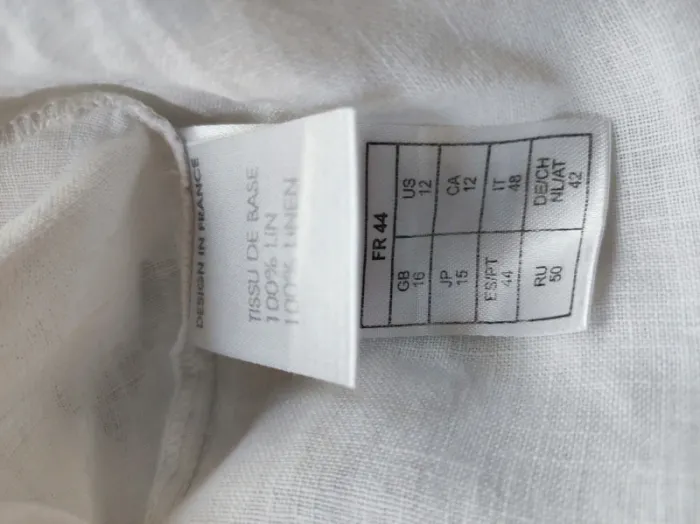 DESIGN IN FRANCE
TISSU DE BASE
100% LIN
100% LINEN
FR 44
GB
16
US
12
JP
15
CA
12
ES/PT
44
IT
48
RU
50
DE/CH
NL/AT
42